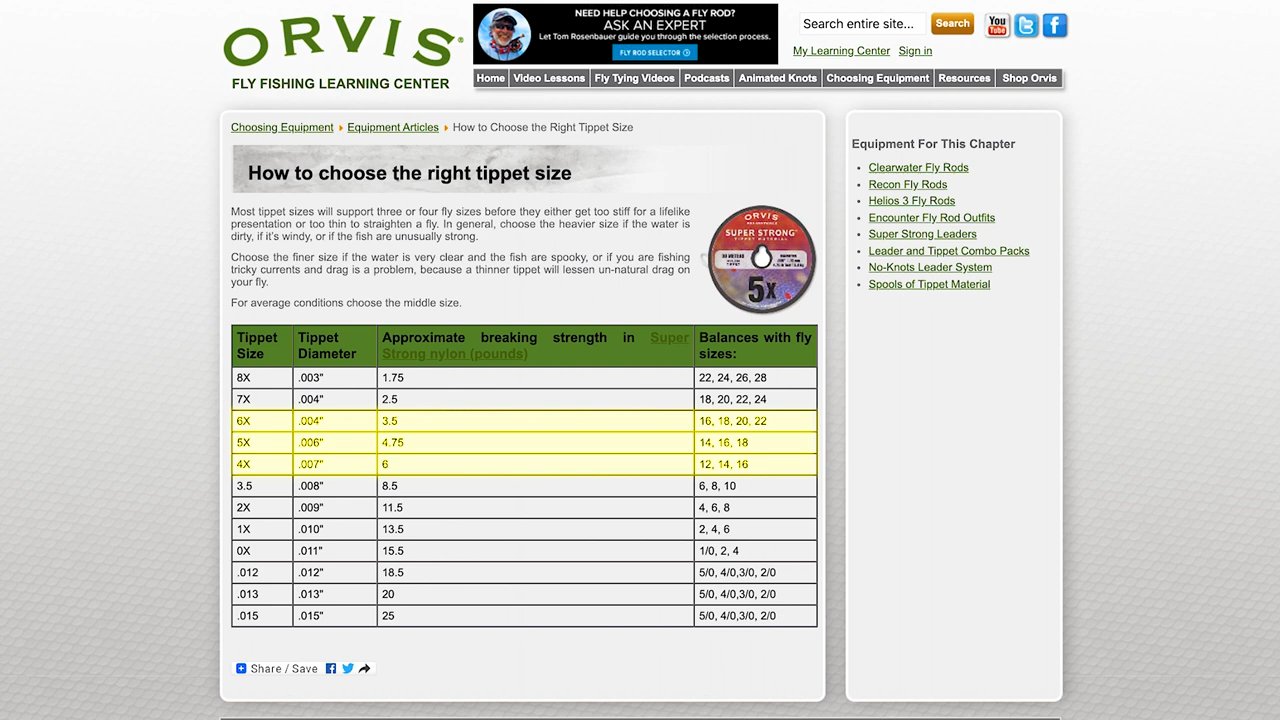 ORVIS®
FLY FISHING LEARNING CENTER
NEED HELP CHOOSING A FLY ROD?
ASK AN EXPERT
Let Tom Rosenbauer guide you through the selection process.
FLY ROD SELECTOR
Search entire site... Search You Tube
My Learning Center Sign in
Home Video Lessons Fly Tying Videos Podcasts Animated Knots Choosing Equipment Resources Shop Orvis
Choosing Equipment Equipment Articles How to Choose the Right Tippet Size
How to choose the right tippet size
Most tippet sizes will support three or four fly sizes before they either get too stiff for a lifelike
presentation or too thin to straighten a fly. In general, choose the heavier size if the water is
dirty, if it's windy, or if the fish are unusually strong.
Choose the finer size if the water is very clear and the fish are spooky, or if you are fishing
tricky currents and drag is a problem, because a thinner tippet will lessen un-natural drag on
your fly.
For average conditions choose the middle size.
ORVIS
SUPER STRONG
TIPPET MATERIAL
5X
Tippet Size Tippet Diameter Approximate breaking strength in Super Strong nylon (pounds) Balances with fly sizes:
8X .003" 1.75 22, 24, 26, 28
7X .004" 2.5 18, 20, 22, 24
6X .004" 3.5 16, 18, 20, 22
5X .006" 4.75 14, 16, 18
4X .007" 6 12, 14, 16
3.5 .008" 8.5 6, 8, 10
2X .009" 11.5 4, 6, 8
1X .010" 13.5 2, 4, 6
0X .011" 15.5 1/0, 2, 4
.012 .012" 18.5 5/0, 4/0,3/0, 2/0
.013 .013" 20 5/0, 4/0,3/0, 2/0
.015 .015" 25 5/0, 4/0,3/0, 2/0
Share / Save
Equipment For This Chapter
Clearwater Fly Rods
Recon Fly Rods
Helios 3 Fly Rods
Encounter Fly Rod Outfits
Super Strong Leaders
Leader and Tippet Combo Packs
No-Knots Leader System
Spools of Tippet Material